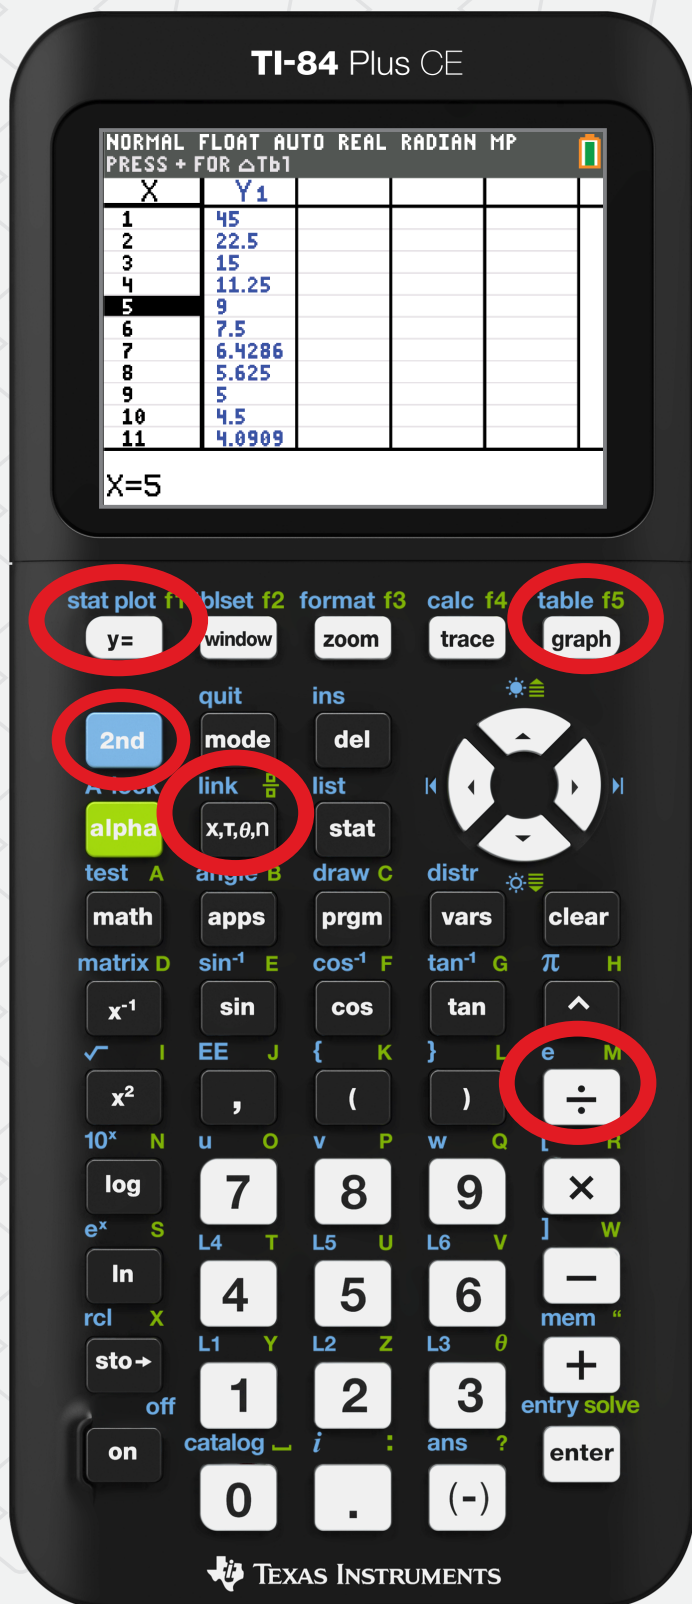 TI-84 Plus CE
NORMAL FLOAT AUTO REAL RADIAN MP
PRESS + FOR △Tbl
X Y1
1 45
2 22.5
3 15
4 11.25
5 9
6 7.5
7 6.4286
8 5.625
9 5
10 4.5
11 4.0909
X=5
stat plot f1 tblset f2 format f3 calc f4 table f5
y= window zoom trace graph
quit ins
2nd mode del
A-lock link list
alpha X,T,θ,n stat
test A angle B draw C distr
math apps prgm vars clear
matrix D sin⁻¹ E cos⁻¹ F tan⁻¹ G π H
x⁻¹ sin cos tan ^
√ I EE J { K } L e M
x² , ( ) ÷
10ˣ N u O v P w Q [ R
log 7 8 9 ×
eˣ S L4 T L5 U L6 V ] W
ln 4 5 6 −
rcl X L1 Y L2 Z L3 θ mem “
sto→ 1 2 3 +
off catalog ⎵ i : ans ? entry solve
on 0 . (-) enter
TEXAS INSTRUMENTS